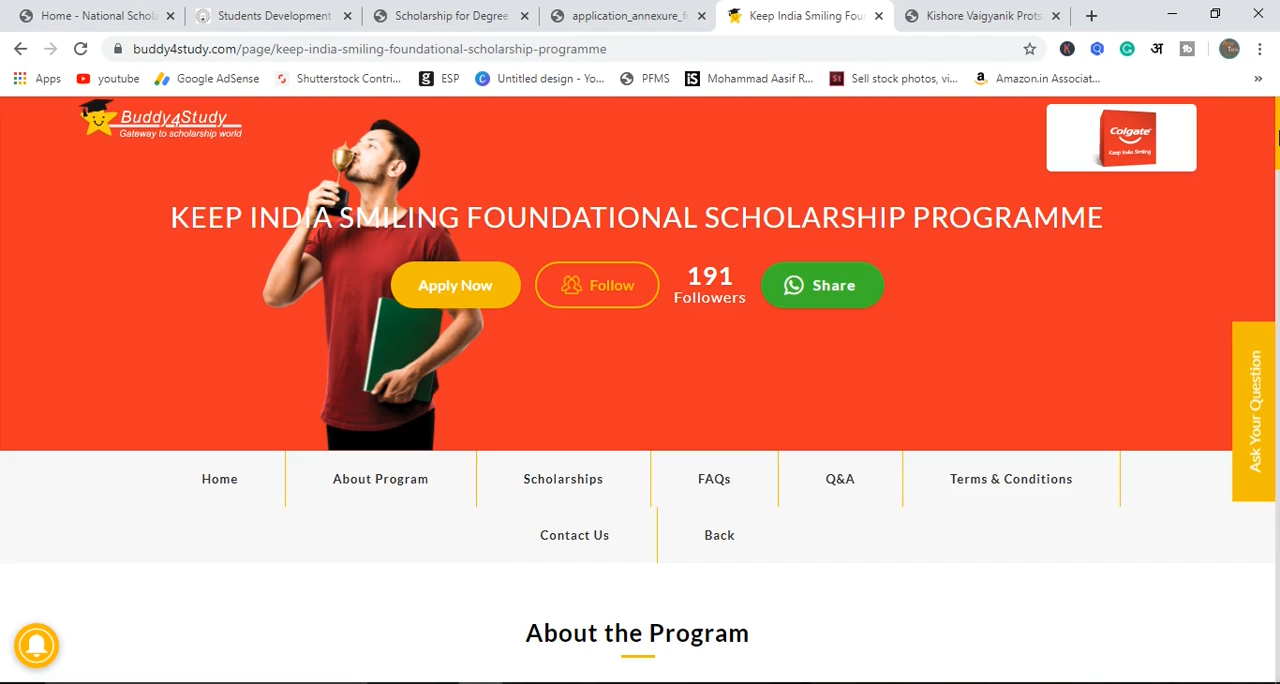 Home - National Schola
Students Development
Scholarship for Degree
application_annexure_fo
Keep India Smiling Foun
Kishore Vaigyanik Prots
buddy4study.com/page/keep-india-smiling-foundational-scholarship-programme
K
अ
Apps
youtube
Google AdSense
Shutterstock Contri...
ESP
Untitled design - Yo...
PFMS
iS
Mohammad Aasif R...
St
Sell stock photos, vi...
Amazon.in Associat...
»
Buddy4Study
Gateway to scholarship world
Colgate
Keep India Smiling
KEEP INDIA SMILING FOUNDATIONAL SCHOLARSHIP PROGRAMME
Apply Now
Follow
191
Followers
Share
Ask Your Question
Home
About Program
Scholarships
FAQs
Q&A
Terms & Conditions
Contact Us
Back
About the Program